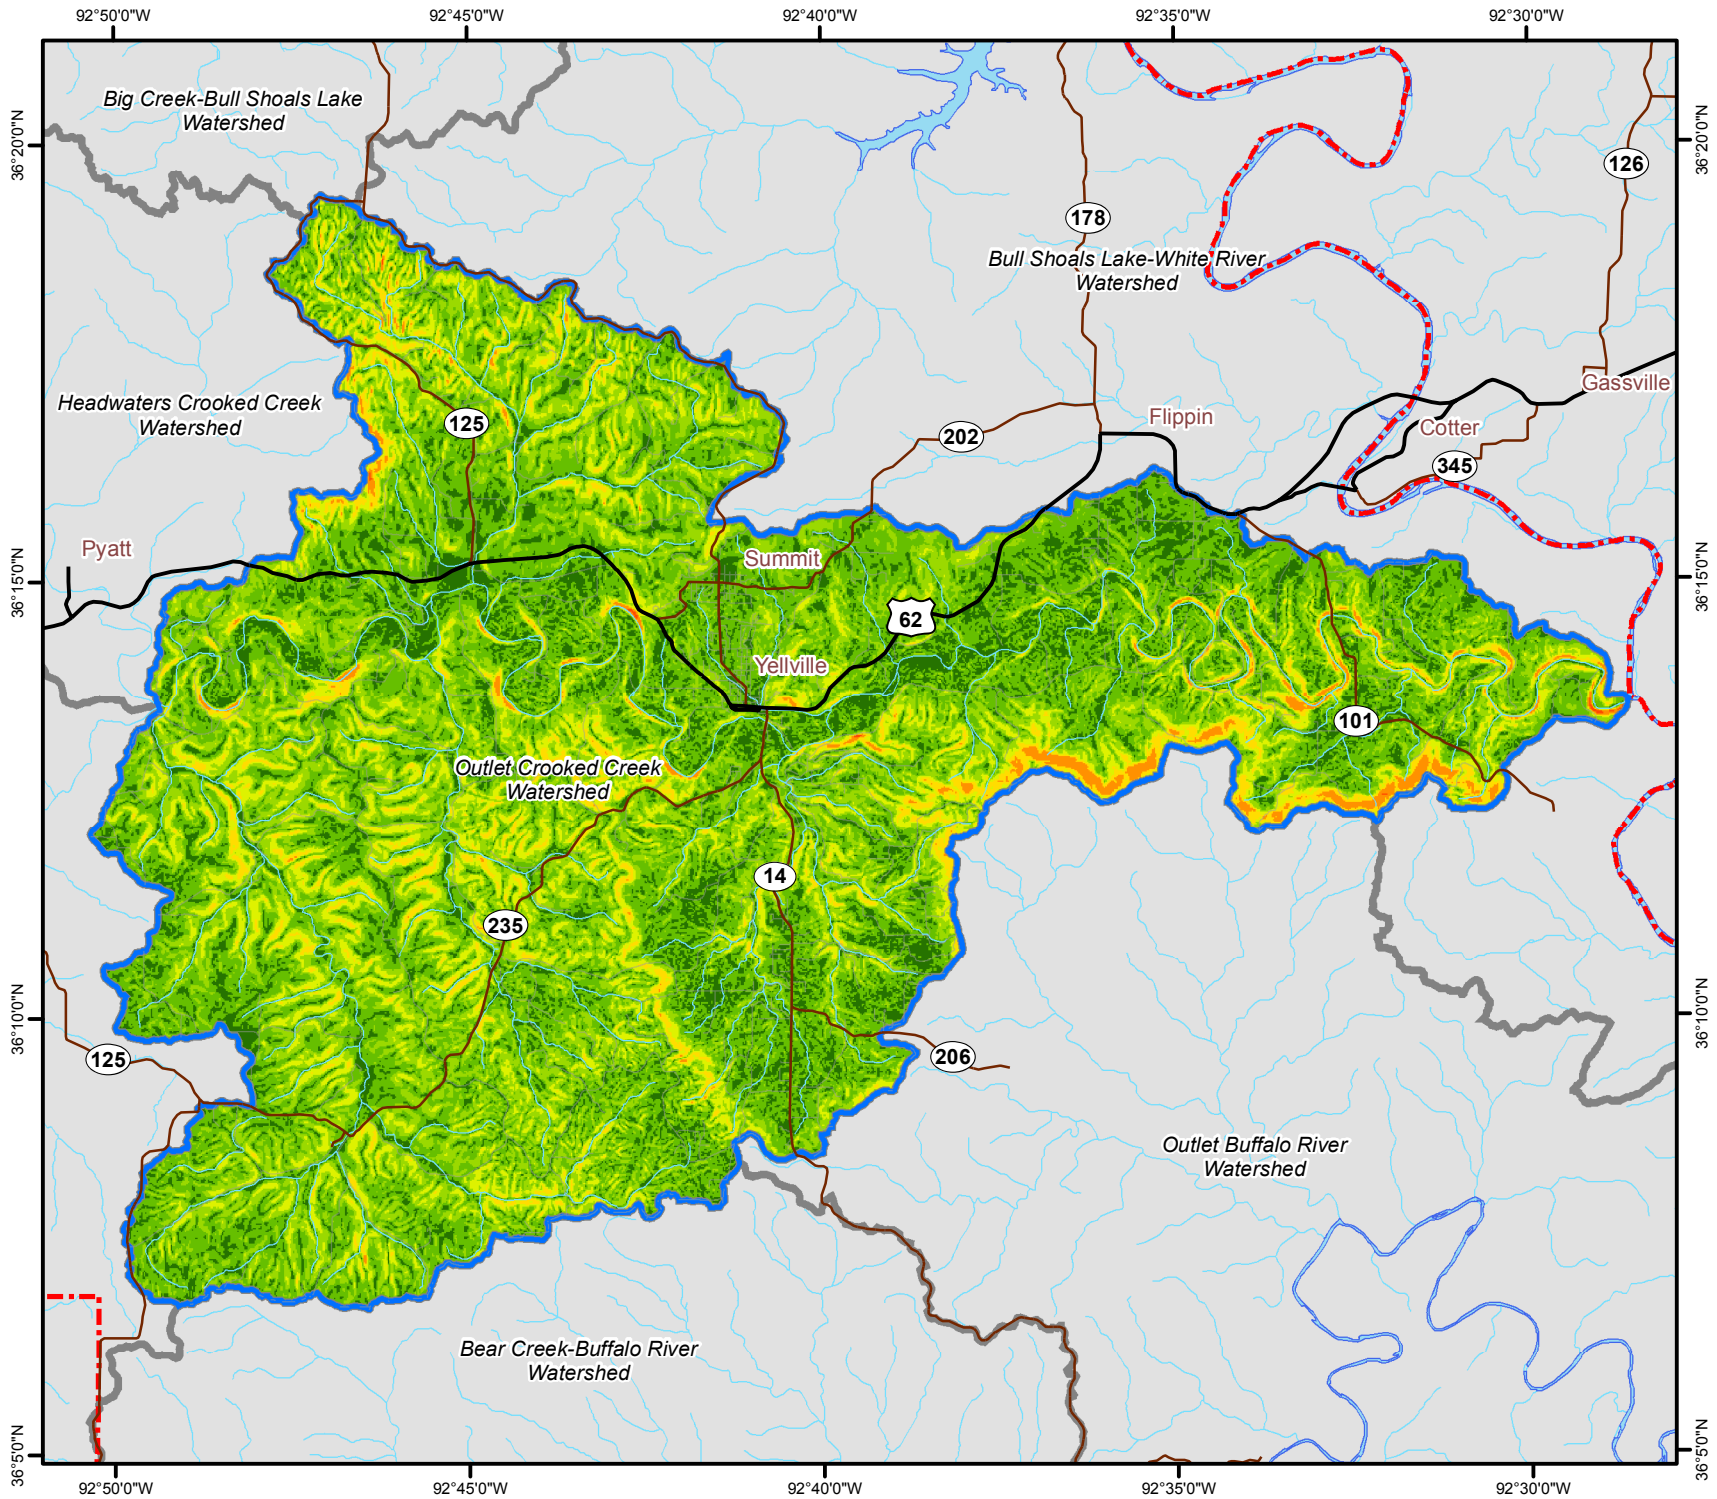 92°50'0"W
92°45'0"W
92°40'0"W
92°35'0"W
92°30'0"W
Big Creek-Bull Shoals Lake
Watershed
36°20'0"N
36°20'0"N
126
178
Bull Shoals Lake-White River
Watershed
Headwaters Crooked Creek
Watershed
Gassville
125
202
Flippin
Cotter
345
Pyatt
Summit
36°15'0"N
36°15'0"N
62
Yellville
101
Outlet Crooked Creek
Watershed
14
235
36°10'0"N
36°10'0"N
125
206
Outlet Buffalo River
Watershed
Bear Creek-Buffalo River
Watershed
36°5'0"N
36°5'0"N
92°50'0"W
92°45'0"W
92°40'0"W
92°35'0"W
92°30'0"W